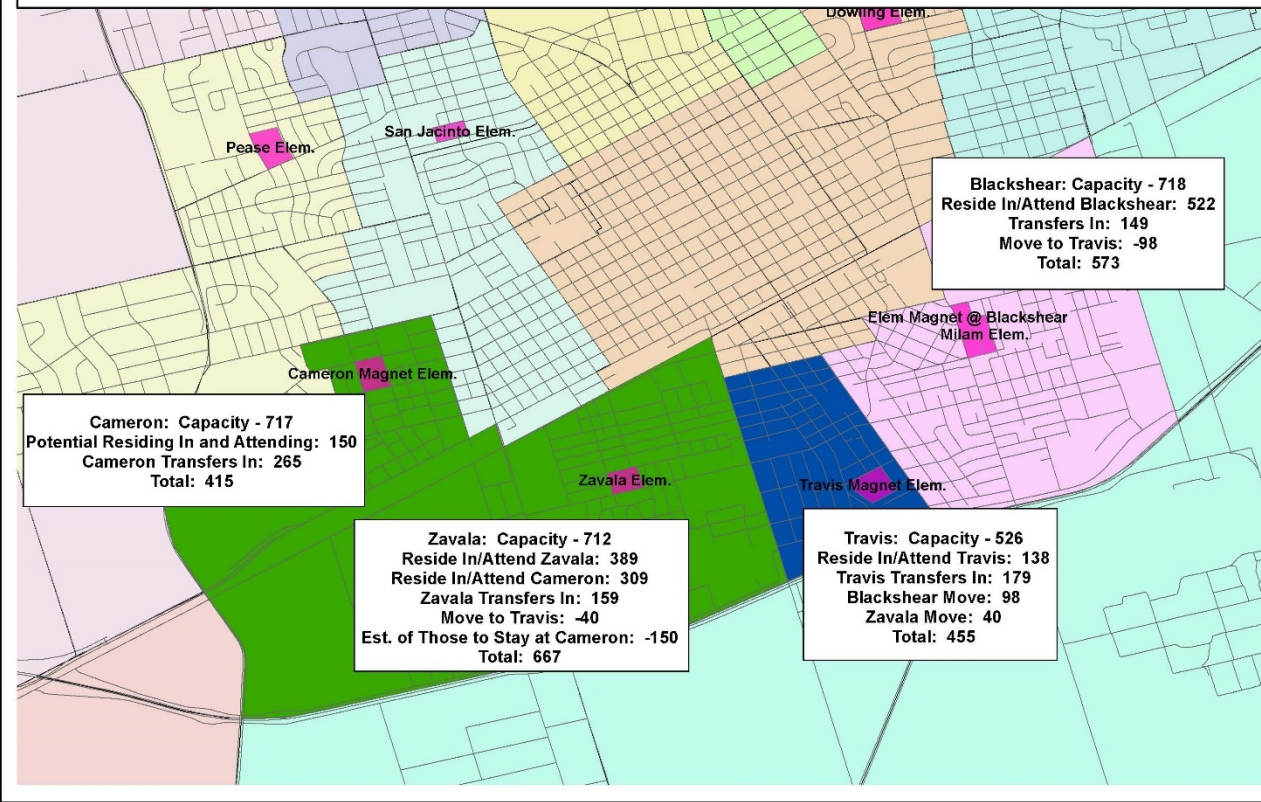 Dowling Elem.
San Jacinto Elem.
Pease Elem.
Blackshear: Capacity - 718
Reside In/Attend Blackshear: 522
Transfers In: 149
Move to Travis: -98
Total: 573
Elem Magnet @ Blackshear
Milam Elem.
Cameron Magnet Elem.
Cameron: Capacity - 717
Potential Residing In and Attending: 150
Cameron Transfers In: 265
Total: 415
Zavala Elem.
Travis Magnet Elem.
Zavala: Capacity - 712
Reside In/Attend Zavala: 389
Reside In/Attend Cameron: 309
Zavala Transfers In: 159
Move to Travis: -40
Est. of Those to Stay at Cameron: -150
Total: 667
Travis: Capacity - 526
Reside In/Attend Travis: 138
Travis Transfers In: 179
Blackshear Move: 98
Zavala Move: 40
Total: 455